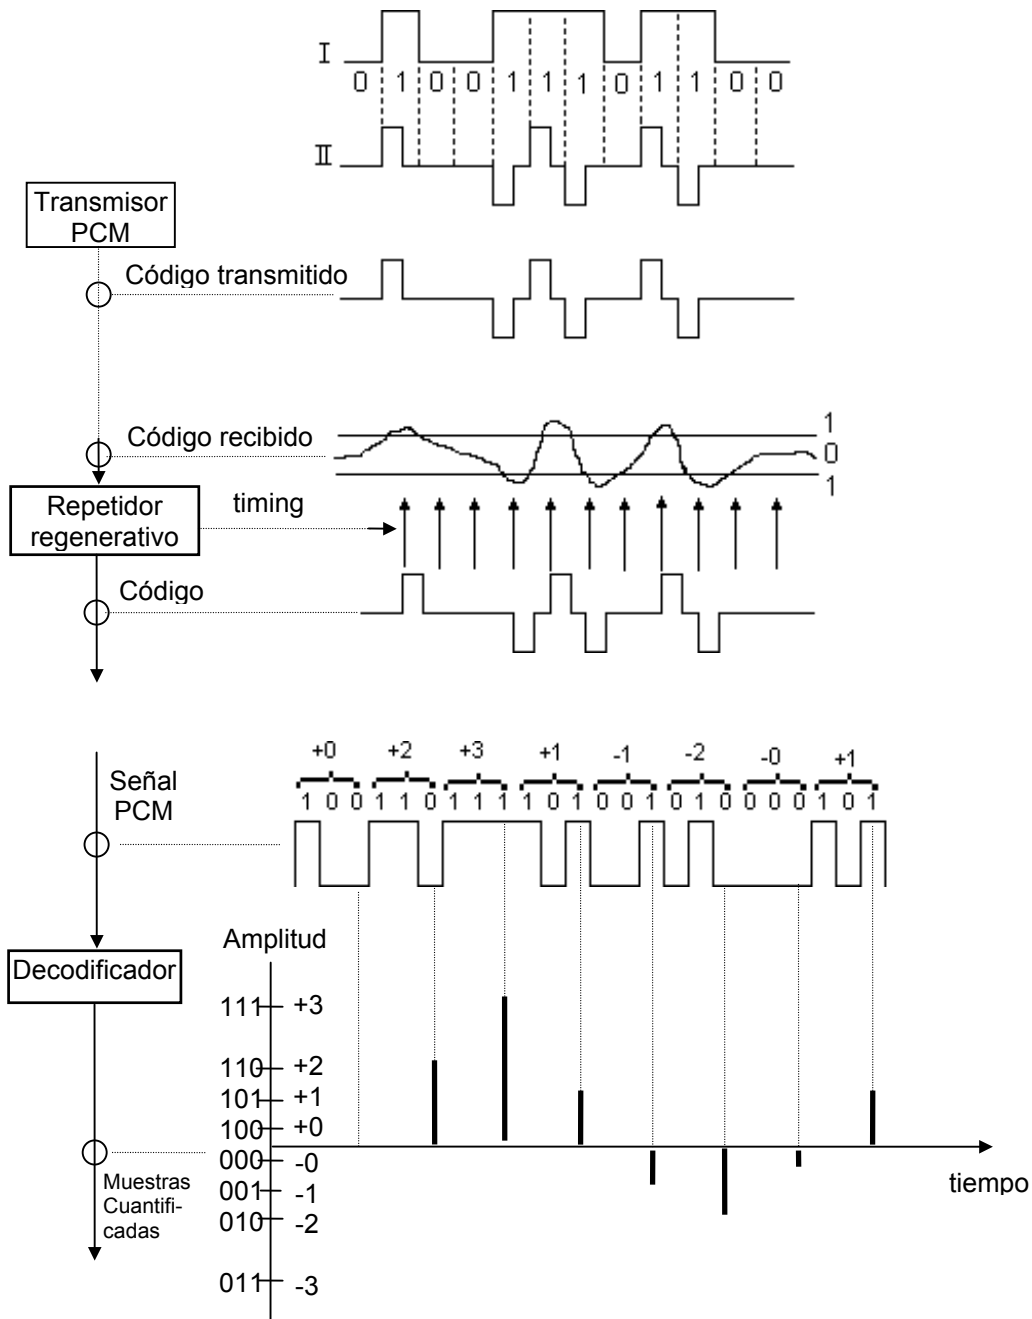 I
0 1 0 0 1 1 1 0 1 1 0 0
II
Transmisor
PCM
Código transmitido
Código recibido
1
0
1
Repetidor
regenerativo
timing
Código
+0 +2 +3 +1 -1 -2 -0 +1
1 0 0 1 1 0 1 1 1 1 0 1 0 0 1 0 1 0 0 0 0 1 0 1
Señal
PCM
Amplitud
Decodificador
111 +3
110 +2
101 +1
100 +0
000 -0
001 -1
010 -2
011 -3
tiempo
Muestras
Cuantifi-
cadas